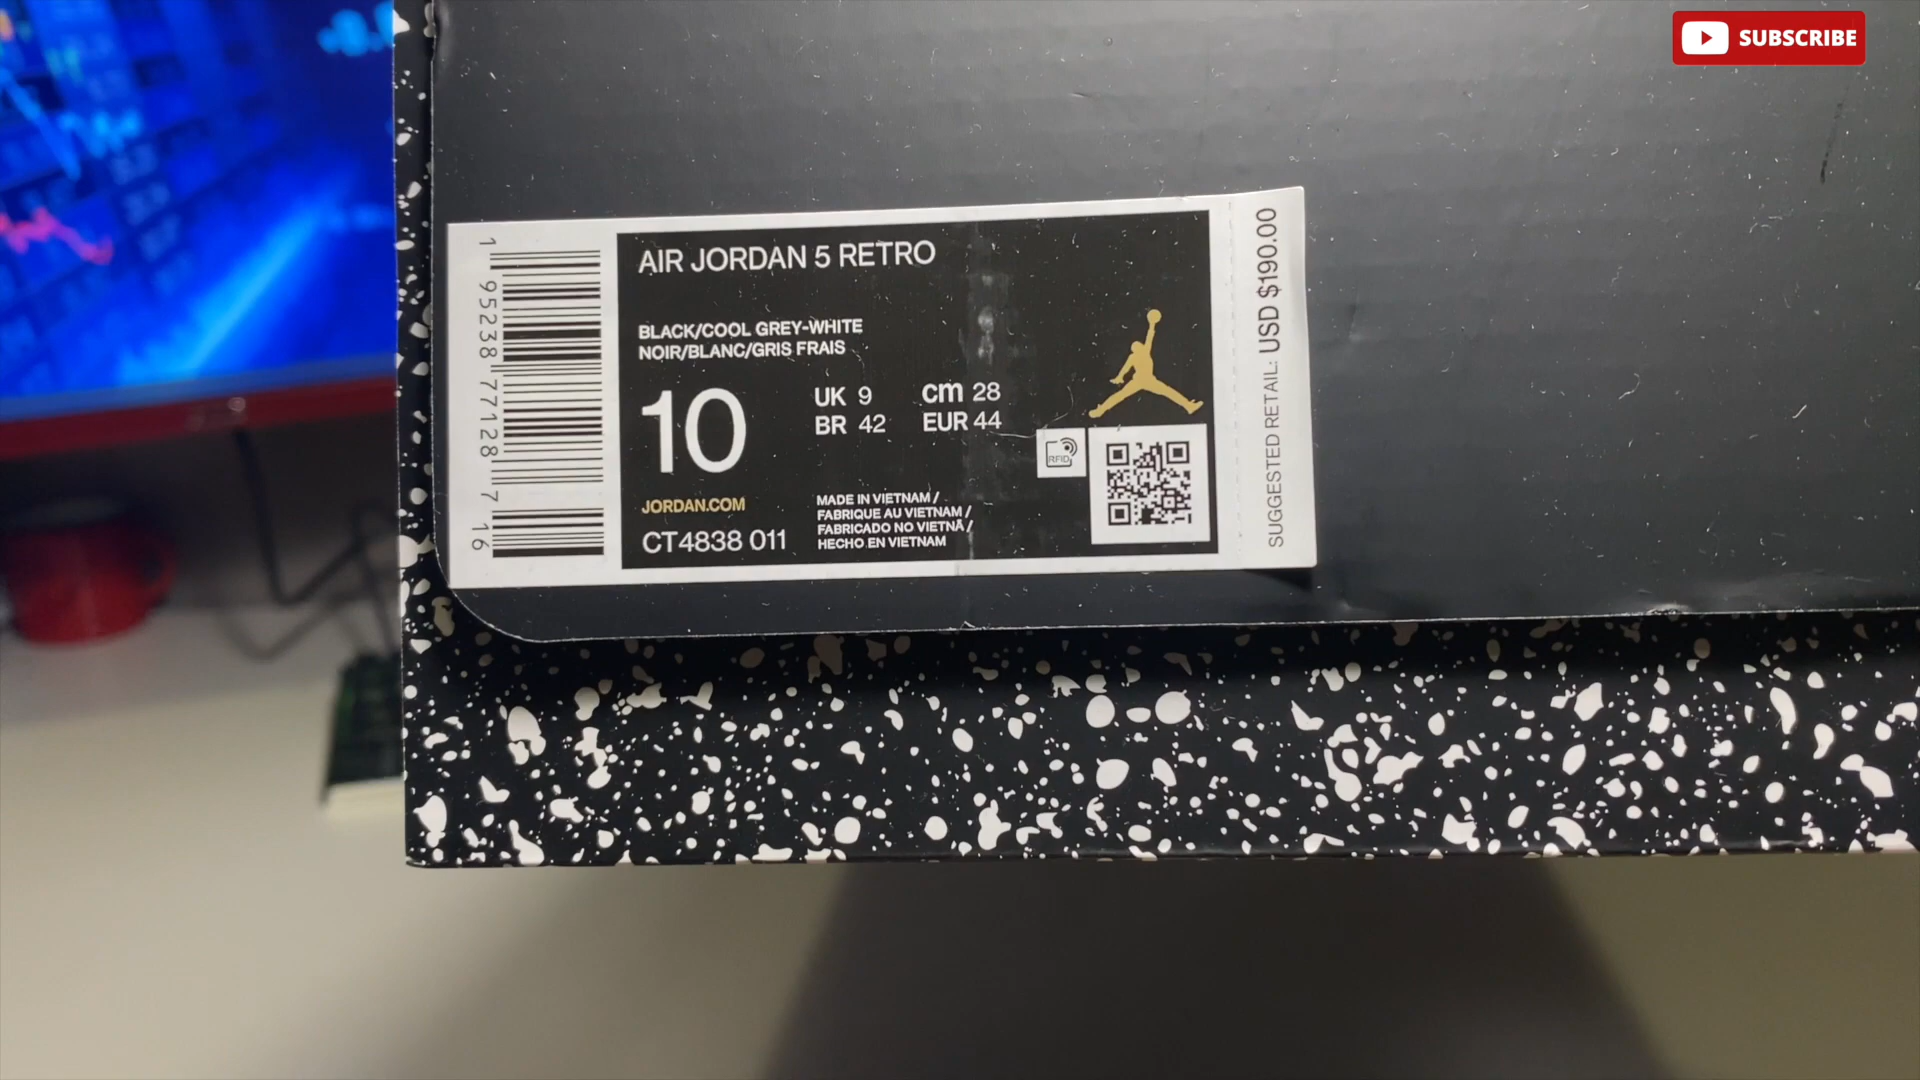 SUBSCRIBE
AIR JORDAN 5 RETRO
BLACK/COOL GREY-WHITE
NOIR/BLANC/GRIS FRAIS
10
UK 9 cm 28
BR 42 EUR 44
JORDAN.COM
CT4838 011
MADE IN VIETNAM /
FABRIQUE AU VIETNAM /
FABRICADO NO VIETNÃ /
HECHO EN VIETNAM
RFID
1 95238 77128 7 16
SUGGESTED RETAIL: USD $190.00